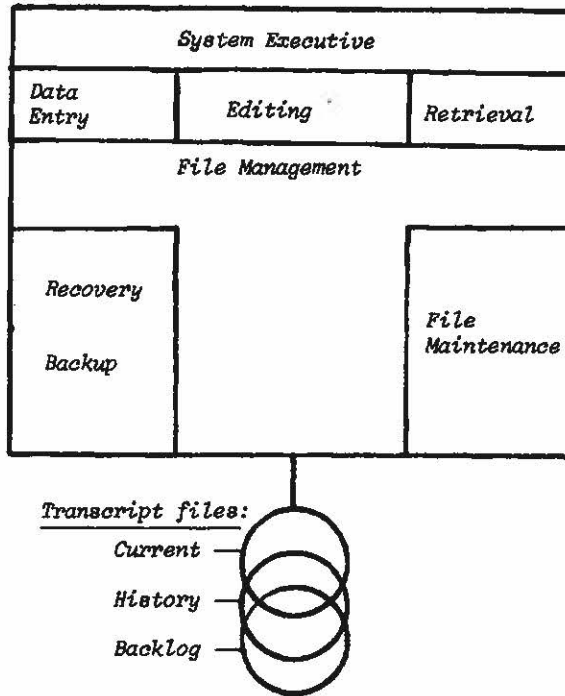 System Executive
Data
Entry
Editing
Retrieval
File Management
Recovery
Backup
File
Maintenance
Transcript files:
Current
History
Backlog